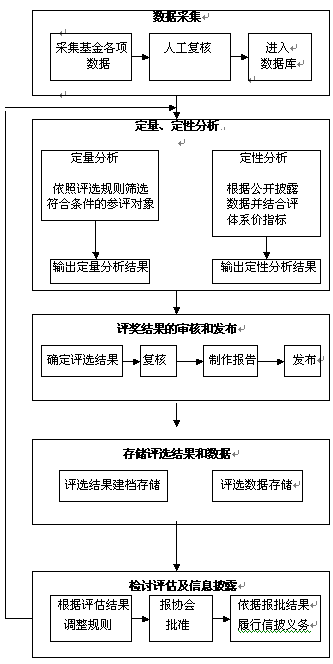 数据采集
采集基金各项
数据
人工复核
进入
数据库
定量、定性分析
定量分析
依照评选规则筛选
符合条件的参评对象
定性分析
根据公开披露
数据并结合评
体系价指标
输出定量分析结果
输出定性分析结果
评奖结果的审核和发布
确定评选结果
复核
制作报告
发布
存储评选结果和数据
评选结果建档存储
评选数据存储
检讨评估及信息披露
根据评估结果
调整规则
报协会
批准
依据报批结果
履行信披义务